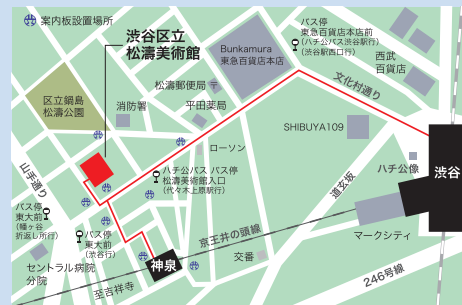 案内板設置場所
渋谷区立
松濤美術館
バス停
東急百貨店本店前
(ハチ公バス渋谷駅行)
(渋谷駅西口行)
Bunkamura
東急百貨店本店
西武
百貨店
文化村通り
松濤郵便局
平田薬局
区立鍋島
松濤公園
消防署
SHIBUYA109
ローソン
ハチ公像
渋谷
山手通り
ハチ公バス バス停
松濤美術館入口
(代々木上原駅行)
道玄坂
バス停
東大前
(幡ヶ谷
折返し所行)
バス停
東大前
(渋谷行)
マークシティ
京王井の頭線
セントラル病院
分院
神泉
交番
至吉祥寺
246号線